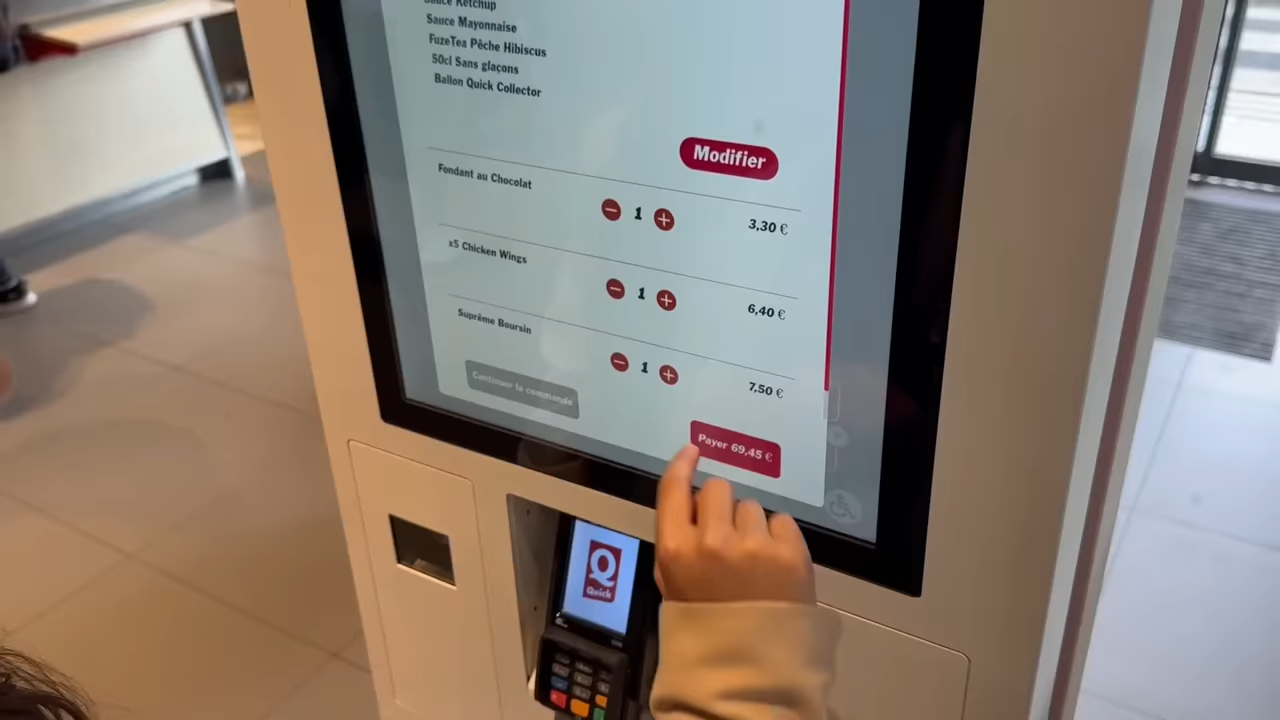 Sauce Ketchup
Sauce Mayonnaise
FuzeTea Pêche Hibiscus
50cl Sans glaçons
Ballon Quick Collector
Modifier
Fondant au Chocolat
1
3,30 €
x5 Chicken Wings
1
6,40 €
Suprême Boursin
1
7,50 €
Continuer la commande
Payer 69,45 €
Q
Quick